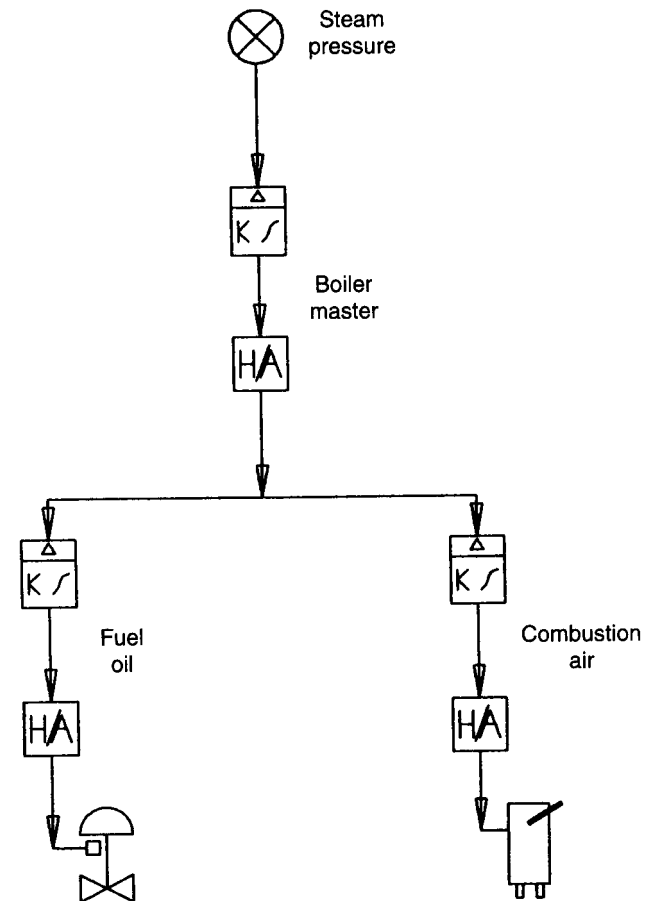 Steam
pressure
Δ
K ∫
Boiler
master
H/A
Δ
K ∫
Δ
K ∫
Fuel
oil
Combustion
air
H/A
H/A